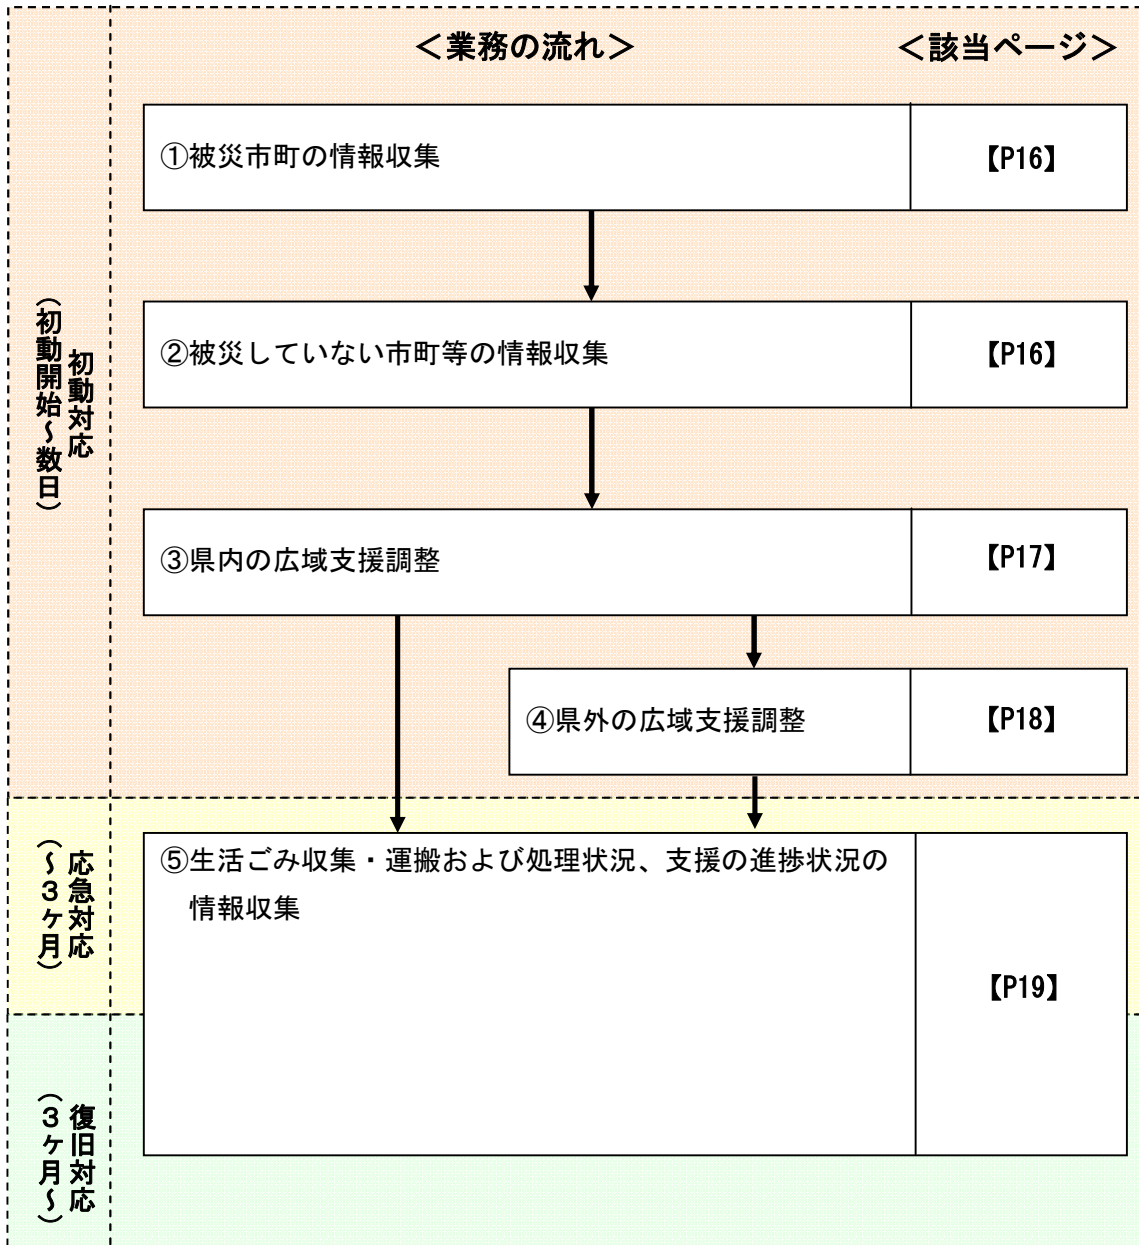 ＜業務の流れ＞
＜該当ページ＞
初動対応
（初動開始～数日）
①被災市町の情報収集
【P16】
②被災していない市町等の情報収集
【P16】
③県内の広域支援調整
【P17】
④県外の広域支援調整
【P18】
応急対応
（～３ヶ月）
⑤生活ごみ収集・運搬および処理状況、支援の進捗状況の
情報収集
【P19】
復旧対応
（３ヶ月～）